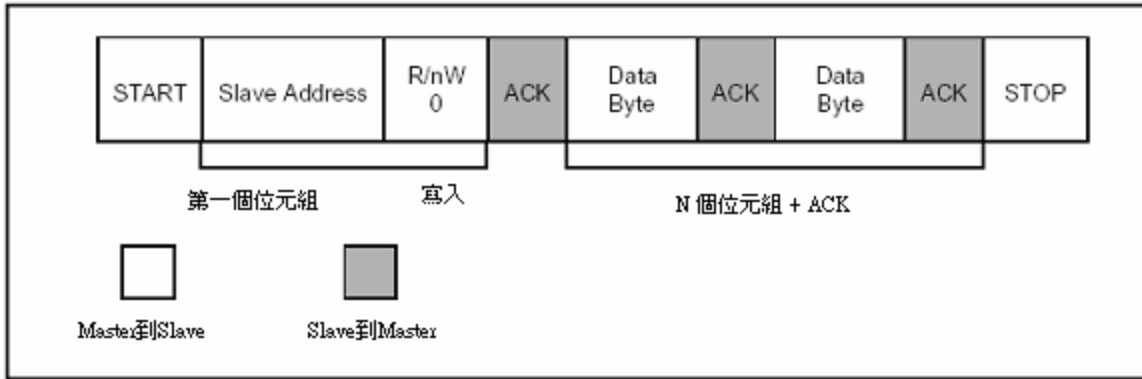 START Slave Address R/nW 0 ACK Data Byte ACK Data Byte ACK STOP
第一個位元組 寫入 N 個位元組 + ACK
Master到Slave Slave到Master